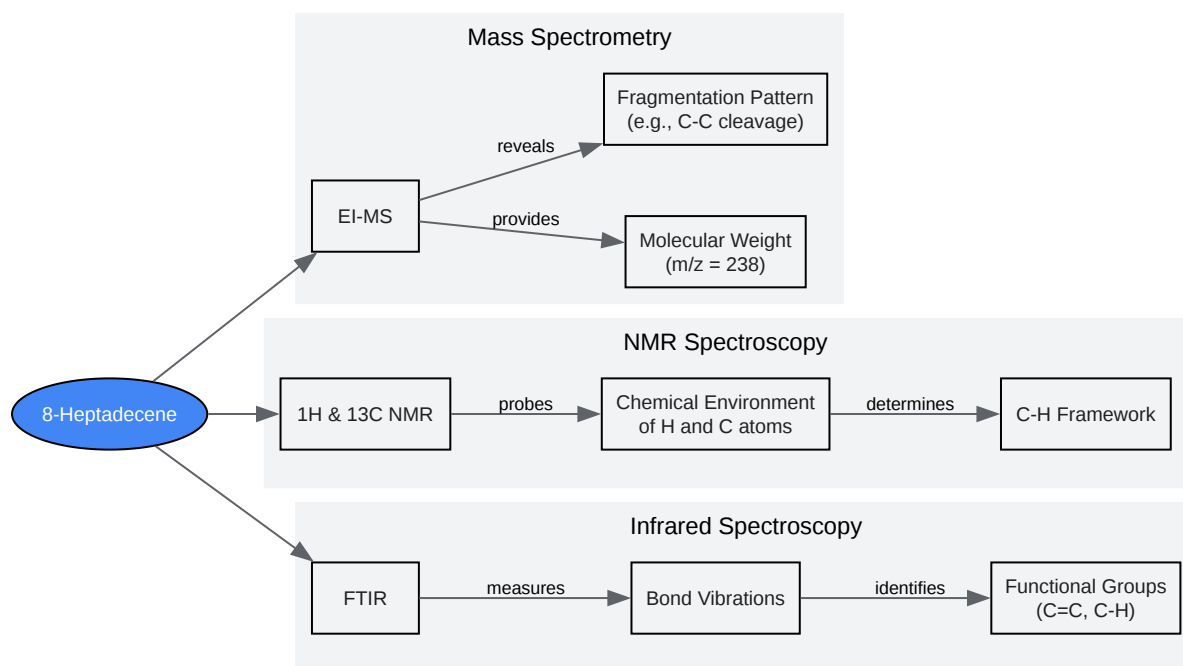 Mass Spectrometry
Fragmentation Pattern
(e.g., C-C cleavage)
reveals
EI-MS
provides
Molecular Weight
(m/z = 238)
NMR Spectroscopy
8-Heptadecene
1H & 13C NMR
probes
Chemical Environment
of H and C atoms
determines
C-H Framework
Infrared Spectroscopy
FTIR
measures
Bond Vibrations
identifies
Functional Groups
(C=C, C-H)